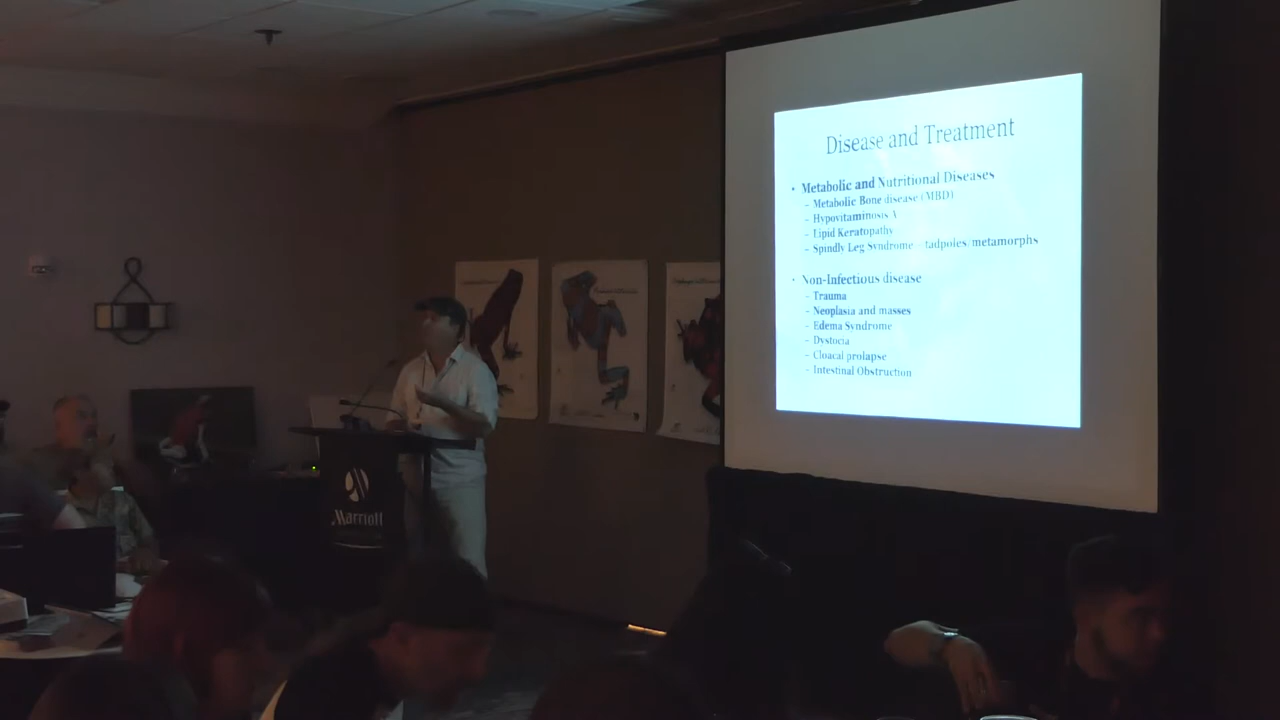 Disease and Treatment
• Metabolic and Nutritional Diseases
– Metabolic Bone disease (MBD)
– Hypovitaminosis A
– Lipid Keratopathy
– Spindly Leg Syndrome – tadpoles/metamorphs
• Non-Infectious disease
– Trauma
– Neoplasia and masses
– Edema Syndrome
– Dystocia
– Cloacal prolapse
– Intestinal Obstruction
Marriott